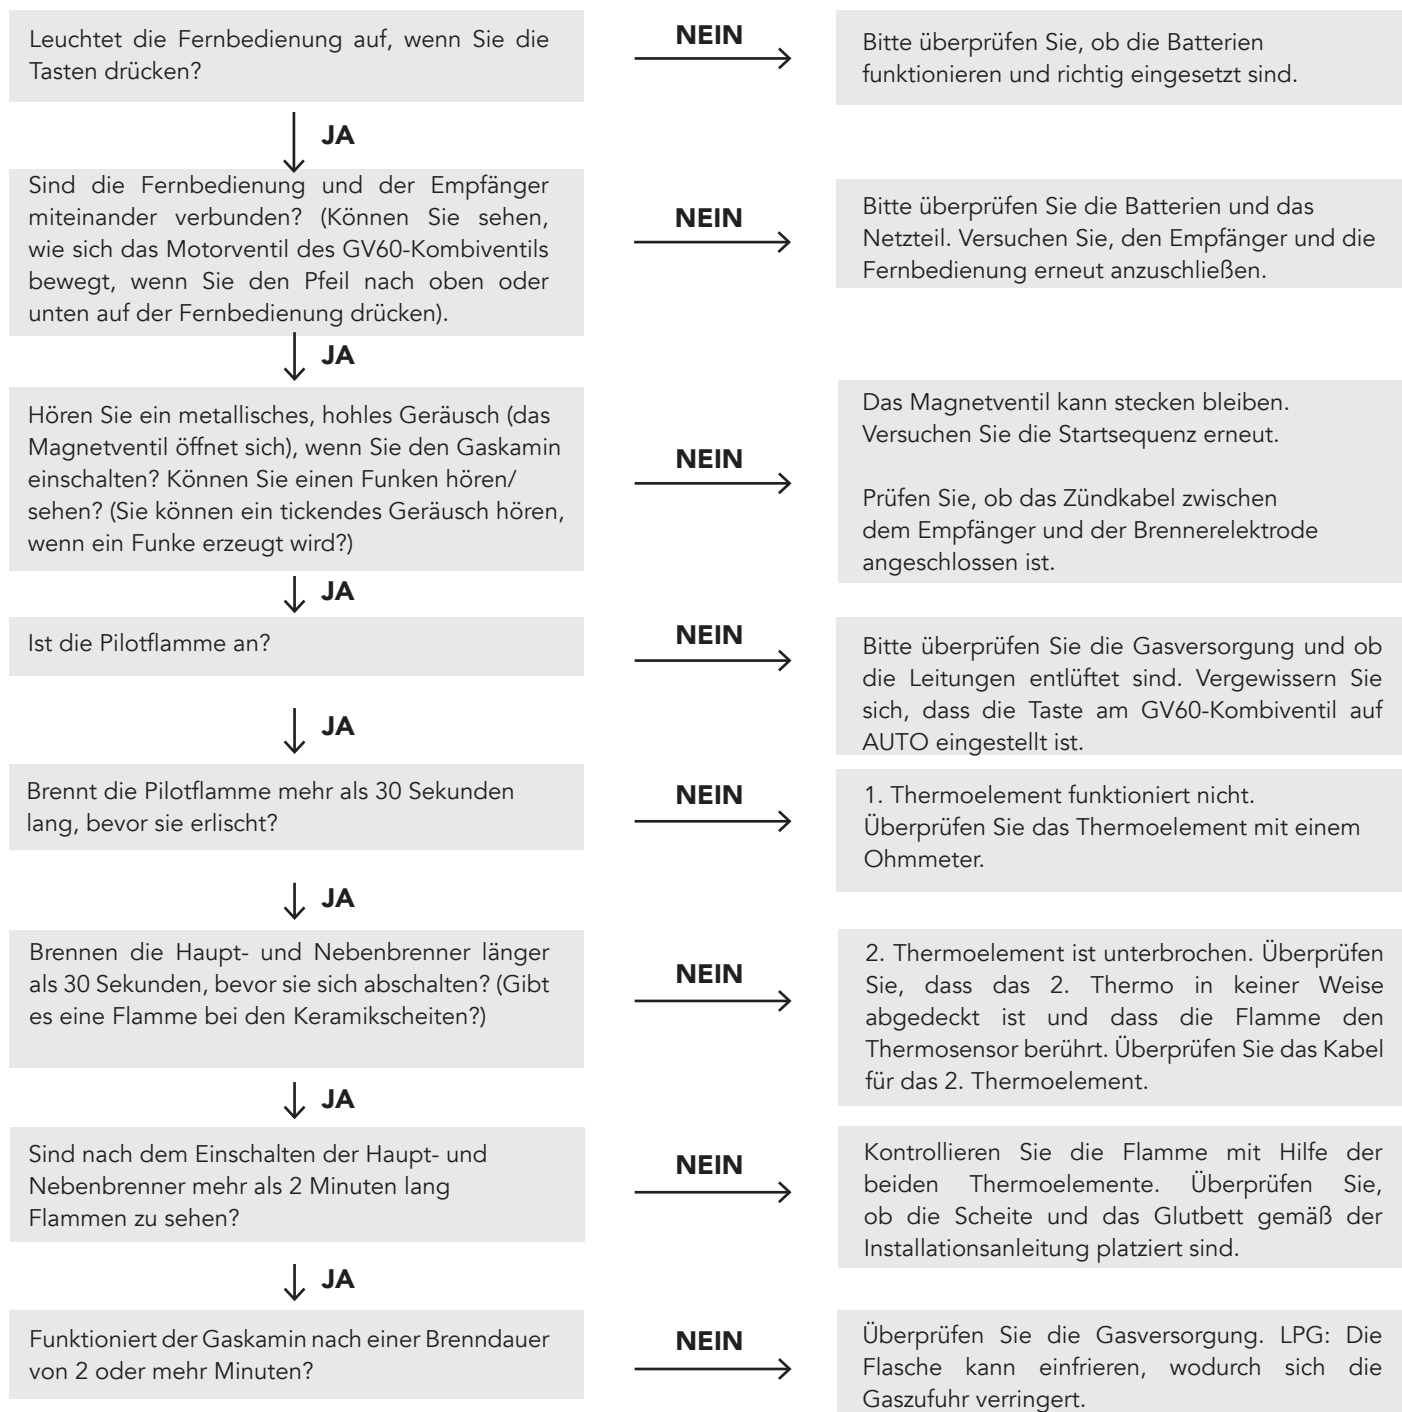 Leuchtet die Fernbedienung auf, wenn Sie die
Tasten drücken?
NEIN
Bitte überprüfen Sie, ob die Batterien
funktionieren und richtig eingesetzt sind.
JA
Sind die Fernbedienung und der Empfänger
miteinander verbunden? (Können Sie sehen,
wie sich das Motorventil des GV60-Kombiventils
bewegt, wenn Sie den Pfeil nach oben oder
unten auf der Fernbedienung drücken).
NEIN
Bitte überprüfen Sie die Batterien und das
Netzteil. Versuchen Sie, den Empfänger und die
Fernbedienung erneut anzuschließen.
JA
Hören Sie ein metallisches, hohles Geräusch (das
Magnetventil öffnet sich), wenn Sie den Gaskamin
einschalten? Können Sie einen Funken hören/
sehen? (Sie können ein tickendes Geräusch hören,
wenn ein Funke erzeugt wird?)
NEIN
Das Magnetventil kann stecken bleiben.
Versuchen Sie die Startsequenz erneut.
Prüfen Sie, ob das Zündkabel zwischen
dem Empfänger und der Brennerelektrode
angeschlossen ist.
JA
Ist die Pilotflamme an?
NEIN
Bitte überprüfen Sie die Gasversorgung und ob
die Leitungen entlüftet sind. Vergewissern Sie
sich, dass die Taste am GV60-Kombiventil auf
AUTO eingestellt ist.
JA
Brennt die Pilotflamme mehr als 30 Sekunden
lang, bevor sie erlischt?
NEIN
1. Thermoelement funktioniert nicht.
Überprüfen Sie das Thermoelement mit einem
Ohmmeter.
JA
Brennen die Haupt- und Nebenbrenner länger
als 30 Sekunden, bevor sie sich abschalten? (Gibt
es eine Flamme bei den Keramikscheiten?)
NEIN
2. Thermoelement ist unterbrochen. Überprüfen
Sie, dass das 2. Thermo in keiner Weise
abgedeckt ist und dass die Flamme den
Thermosensor berührt. Überprüfen Sie das Kabel
für das 2. Thermoelement.
JA
Sind nach dem Einschalten der Haupt- und
Nebenbrenner mehr als 2 Minuten lang
Flammen zu sehen?
NEIN
Kontrollieren Sie die Flamme mit Hilfe der
beiden Thermoelemente. Überprüfen Sie,
ob die Scheite und das Glutbett gemäß der
Installationsanleitung platziert sind.
JA
Funktioniert der Gaskamin nach einer Brenndauer
von 2 oder mehr Minuten?
NEIN
Überprüfen Sie die Gasversorgung. LPG: Die
Flasche kann einfrieren, wodurch sich die
Gaszufuhr verringert.